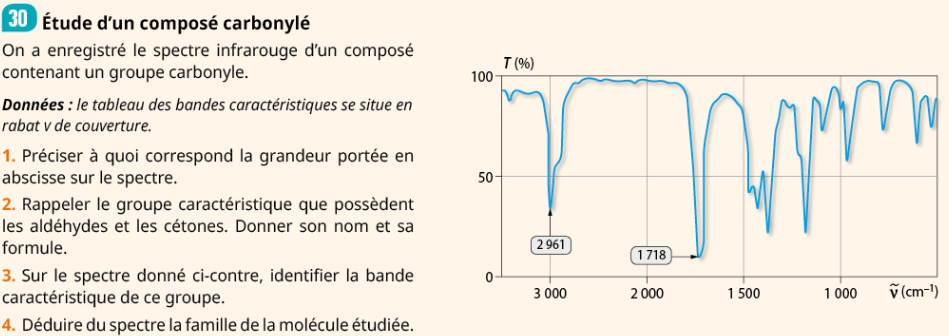 30 Étude d’un composé carbonylé
On a enregistré le spectre infrarouge d’un composé
contenant un groupe carbonyle.
Données : le tableau des bandes caractéristiques se situe en
rabat v de couverture.
1. Préciser à quoi correspond la grandeur portée en
abscisse sur le spectre.
2. Rappeler le groupe caractéristique que possèdent
les aldéhydes et les cétones. Donner son nom et sa
formule.
3. Sur le spectre donné ci-contre, identifier la bande
caractéristique de ce groupe.
4. Déduire du spectre la famille de la molécule étudiée.
T (%)
100
50
0
2 961
1 718
3 000
2 000
1 500
1 000
ṽ (cm⁻¹)